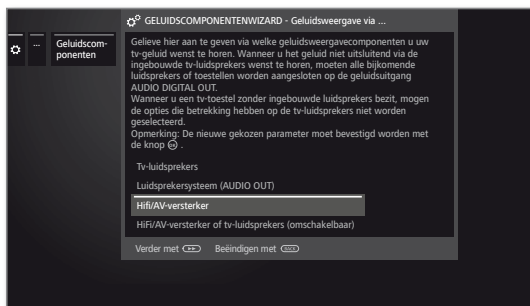 GELUIDSCOMPONENTENWIZARD - Geluidsweergave via ...
...
Geluidscom-
ponenten
Gelieve hier aan te geven via welke geluidsweergavecomponenten u uw
tv-geluid wenst te horen. Wanneer u het geluid niet uitsluitend via de
ingebouwde tv-luidsprekers wenst te horen, moeten alle bijkomende
luidsprekers of toestellen worden aangesloten op de geluidsuitgang
AUDIO DIGITAL OUT.
Wanneer u een tv-toestel zonder ingebouwde luidsprekers bezit, mogen
de opties die betrekking hebben op de tv-luidsprekers niet worden
geselecteerd.
Opmerking: De nieuwe gekozen parameter moet bevestigd worden met
de knop OK .
Tv-luidsprekers
Luidsprekersysteem (AUDIO OUT)
Hifi/AV-versterker
HiFi/AV-versterker of tv-luidsprekers (omschakelbaar)
Verder met Beëindigen met BACK